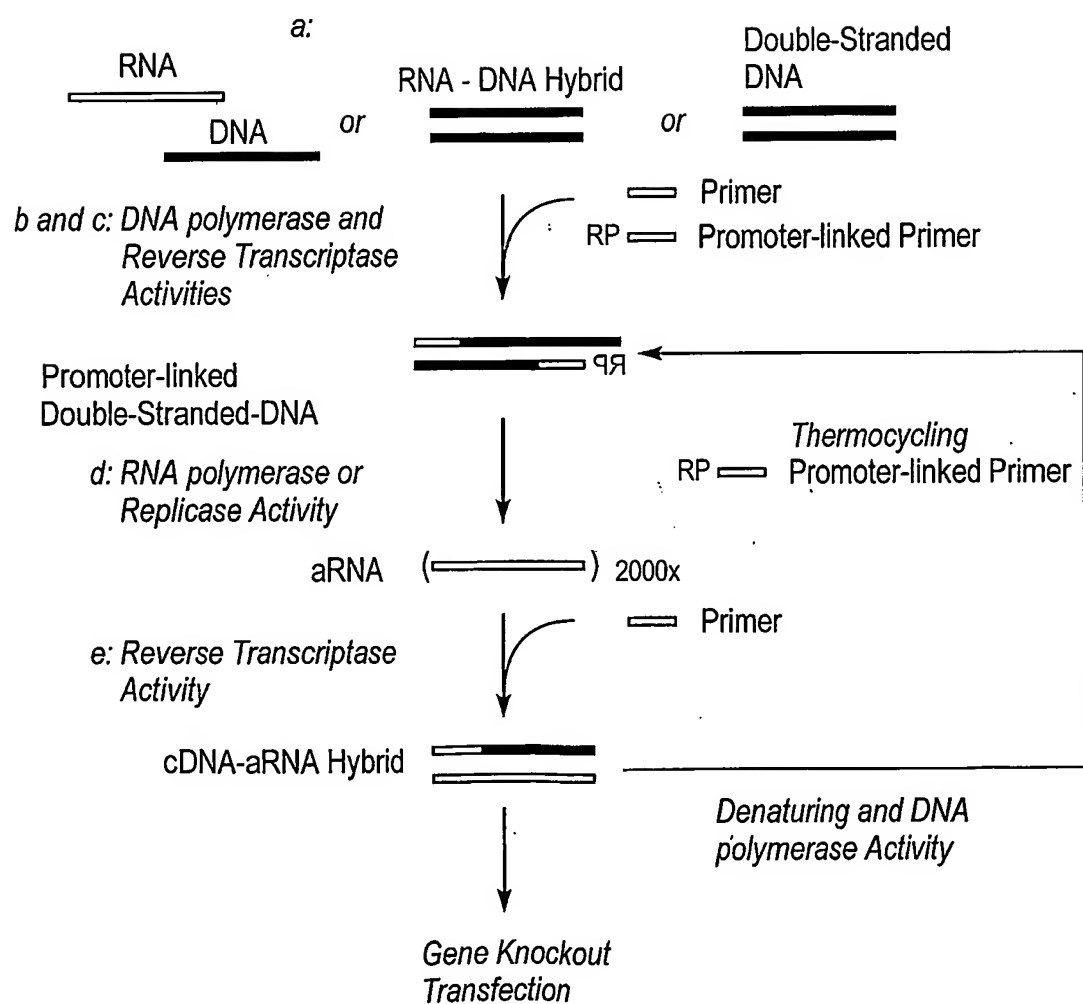 a:
RNA
DNA
or
RNA - DNA Hybrid
or
Double-Stranded
DNA
b and c: DNA polymerase and
Reverse Transcriptase
Activities
Primer
RP Promoter-linked Primer
RP
Promoter-linked
Double-Stranded-DNA
Thermocycling
RP Promoter-linked Primer
d: RNA polymerase or
Replicase Activity
aRNA ( ) 2000x
Primer
e: Reverse Transcriptase
Activity
cDNA-aRNA Hybrid
Denaturing and DNA
polymerase Activity
Gene Knockout
Transfection